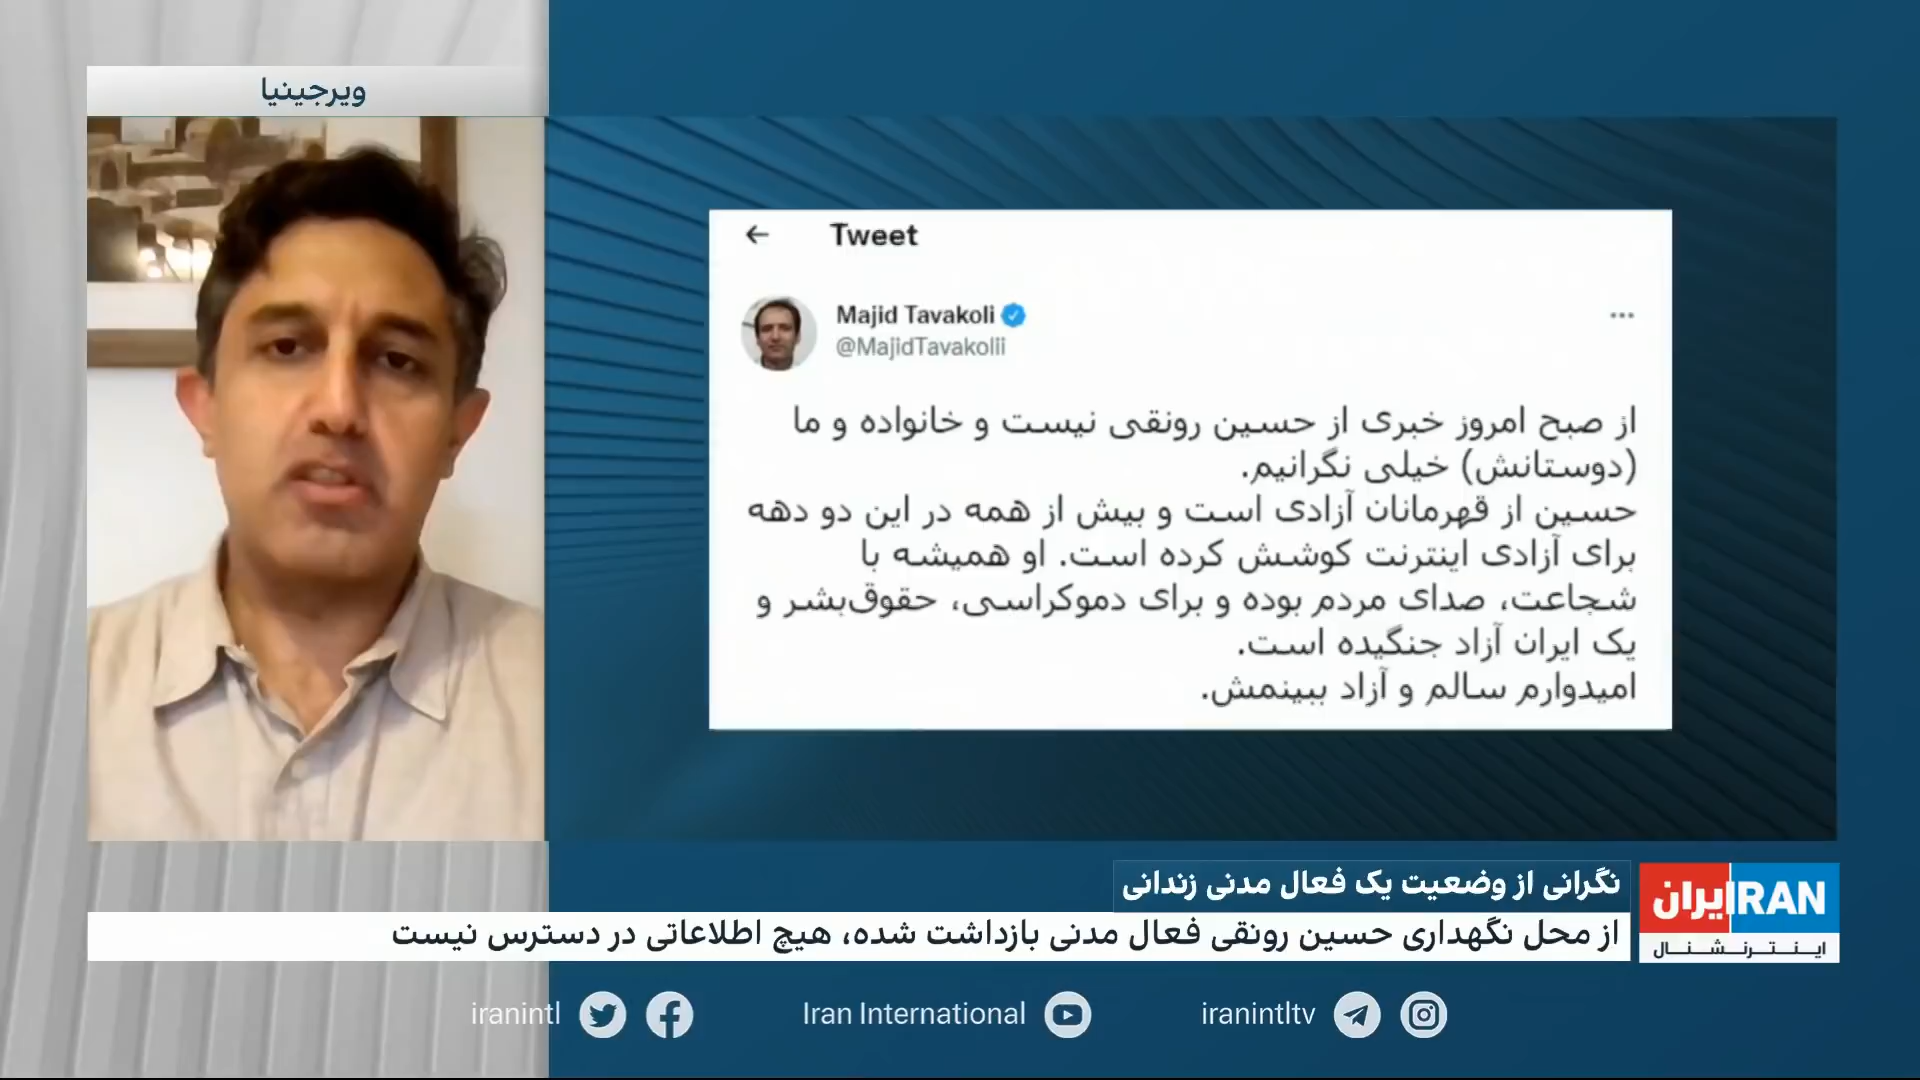 ویرجینیا
Tweet
Majid Tavakoli
@MajidTavakolii
از صبح امروز خبری از حسین رونقی نیست و خانواده و ما
(دوستانش) خیلی نگرانیم.
حسین از قهرمانان آزادی است و بیش از همه در این دو دهه
برای آزادی اینترنت کوشش کرده است. او همیشه با
شجاعت، صدای مردم بوده و برای دموکراسی، حقوق‌بشر و
یک ایران آزاد جنگیده است.
امیدوارم سالم و آزاد ببینمش.
نگرانی از وضعیت یک فعال مدنی زندانی
از محل نگهداری حسین رونقی فعال مدنی بازداشت شده، هیچ اطلاعاتی در دسترس نیست
ایران IRAN
اینترنشنال
iranintl
Iran International
iranintltv